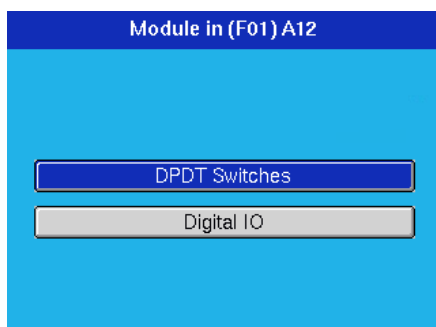 Module in (F01) A12
DPDT Switches
Digital IO